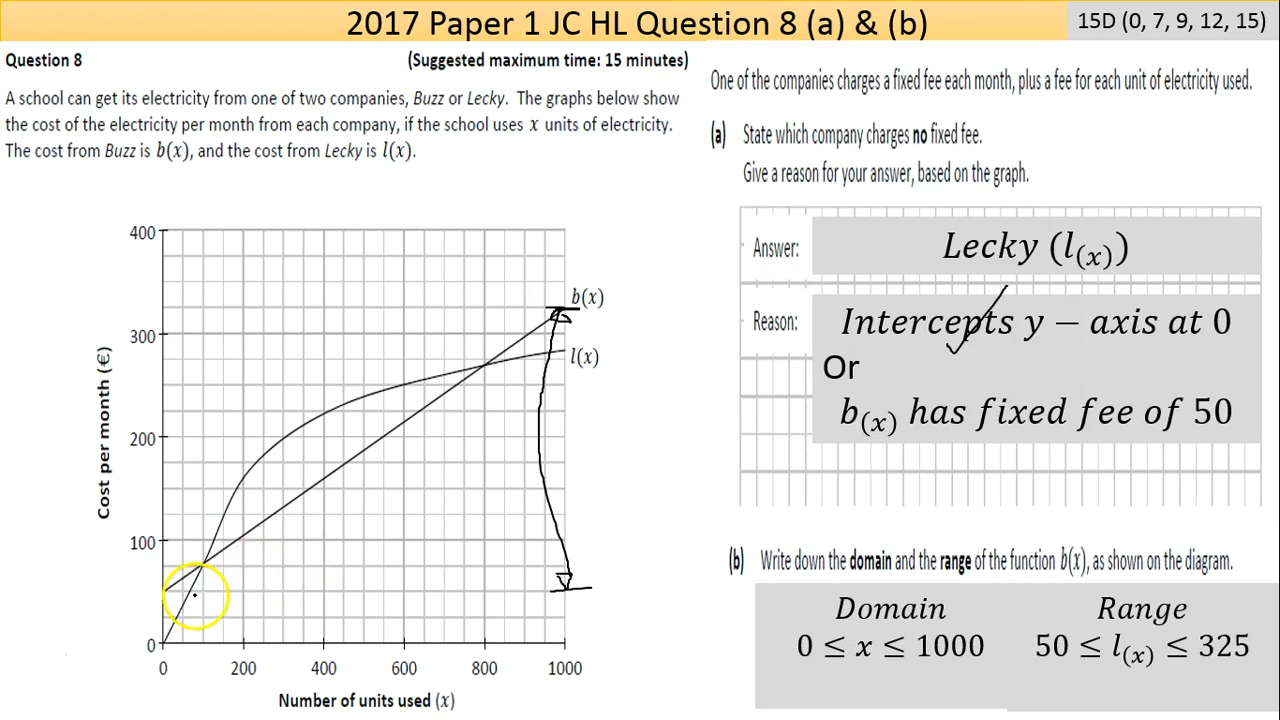 2017 Paper 1 JC HL Question 8 (a) & (b)
15D (0, 7, 9, 12, 15)
Question 8
(Suggested maximum time: 15 minutes)
A school can get its electricity from one of two companies, Buzz or Lecky. The graphs below show
the cost of the electricity per month from each company, if the school uses x units of electricity.
The cost from Buzz is b(x), and the cost from Lecky is l(x).
400
300
200
100
0
Cost per month (€)
b(x)
l(x)
0 200 400 600 800 1000
Number of units used (x)
One of the companies charges a fixed fee each month, plus a fee for each unit of electricity used.
(a) State which company charges no fixed fee.
Give a reason for your answer, based on the graph.
Answer: Lecky (l(x))
Reason: Intercepts y – axis at 0
Or
b(x) has fixed fee of 50
(b) Write down the domain and the range of the function b(x), as shown on the diagram.
Domain Range
0 ≤ x ≤ 1000 50 ≤ l(x) ≤ 325